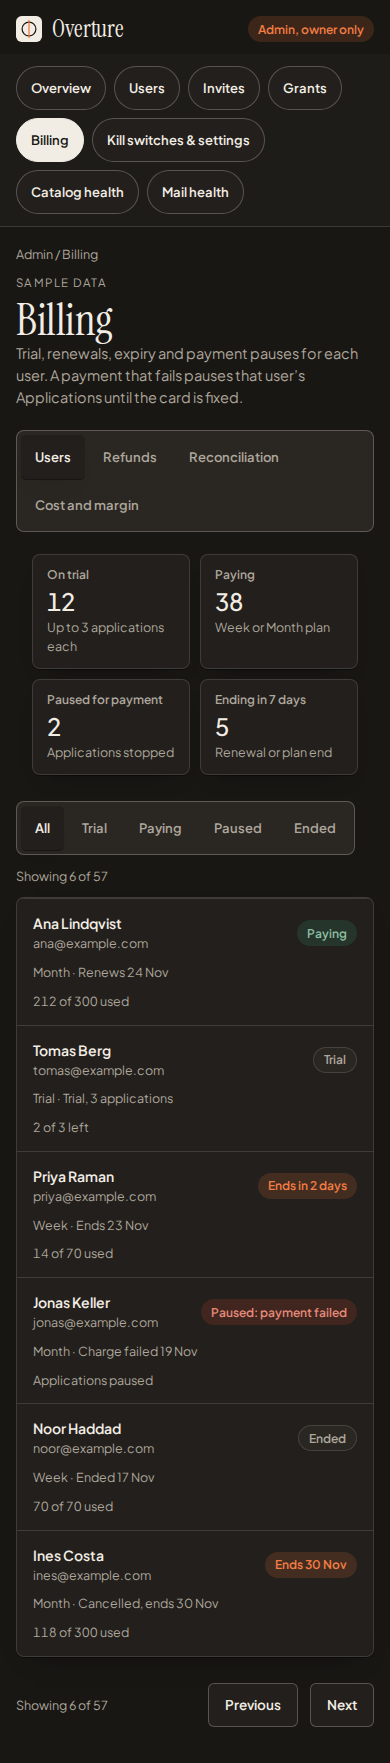 Overture
Admin, owner only
Overview
Users
Invites
Grants
Billing
Kill switches & settings
Catalog health
Mail health
Admin / Billing
SAMPLE DATA
Billing
Trial, renewals, expiry and payment pauses for each
user. A payment that fails pauses that user's
Applications until the card is fixed.
Users
Refunds
Reconciliation
Cost and margin
On trial
12
Up to 3 applications
each
Paying
38
Week or Month plan
Paused for payment
2
Applications stopped
Ending in 7 days
5
Renewal or plan end
All
Trial
Paying
Paused
Ended
Showing 6 of 57
Ana Lindqvist
ana@example.com
Paying
Month · Renews 24 Nov
212 of 300 used
Tomas Berg
tomas@example.com
Trial
Trial · Trial, 3 applications
2 of 3 left
Priya Raman
priya@example.com
Ends in 2 days
Week · Ends 23 Nov
14 of 70 used
Jonas Keller
jonas@example.com
Paused: payment failed
Month · Charge failed 19 Nov
Applications paused
Noor Haddad
noor@example.com
Ended
Week · Ended 17 Nov
70 of 70 used
Ines Costa
ines@example.com
Ends 30 Nov
Month · Cancelled, ends 30 Nov
118 of 300 used
Showing 6 of 57
Previous
Next